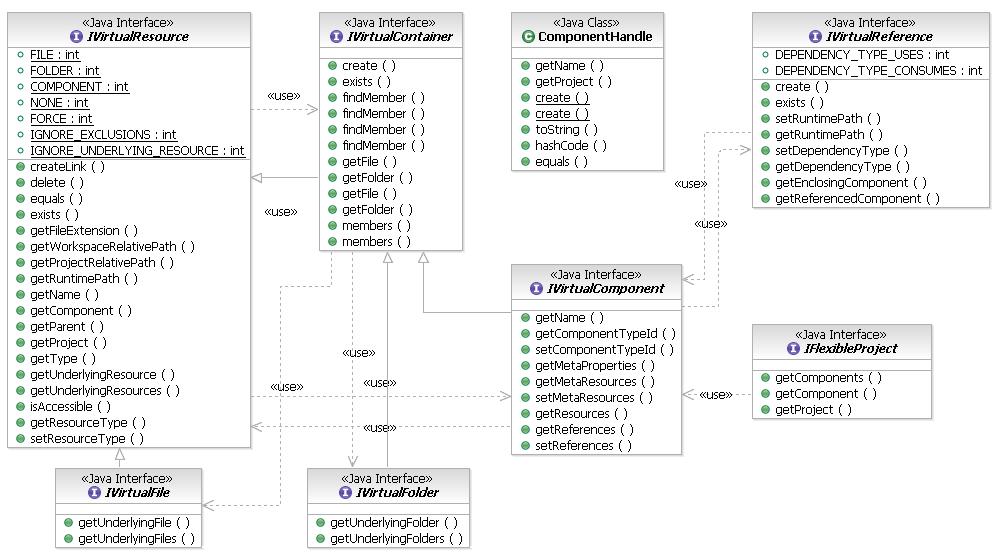 «Java Interface»
IVirtualResource
FILE : int
FOLDER : int
COMPONENT : int
NONE : int
FORCE : int
IGNORE_EXCLUSIONS : int
IGNORE_UNDERLYING_RESOURCE : int
createLink ( )
delete ( )
equals ( )
exists ( )
getFileExtension ( )
getWorkspaceRelativePath ( )
getProjectRelativePath ( )
getRuntimePath ( )
getName ( )
getComponent ( )
getParent ( )
getProject ( )
getType ( )
getUnderlyingResource ( )
getUnderlyingResources ( )
isAccessible ( )
getResourceType ( )
setResourceType ( )
«use»
«use»
«Java Interface»
IVirtualContainer
create ( )
exists ( )
findMember ( )
findMember ( )
findMember ( )
findMember ( )
getFile ( )
getFolder ( )
getFile ( )
getFolder ( )
members ( )
members ( )
«Java Class»
ComponentHandle
getName ( )
getProject ( )
create ( )
create ( )
toString ( )
hashCode ( )
equals ( )
«Java Interface»
IVirtualReference
DEPENDENCY_TYPE_USES : int
DEPENDENCY_TYPE_CONSUMES : int
create ( )
exists ( )
setRuntimePath ( )
getRuntimePath ( )
setDependencyType ( )
getDependencyType ( )
getEnclosingComponent ( )
getReferencedComponent ( )
«use»
«use»
«Java Interface»
IVirtualComponent
getName ( )
getComponentTypeId ( )
setComponentTypeId ( )
getMetaProperties ( )
getMetaResources ( )
setMetaResources ( )
getResources ( )
getReferences ( )
setReferences ( )
«use»
«use»
«use»
«use»
«use»
«Java Interface»
IFlexibleProject
getComponents ( )
getComponent ( )
getProject ( )
«Java Interface»
IVirtualFile
getUnderlyingFile ( )
getUnderlyingFiles ( )
«Java Interface»
IVirtualFolder
getUnderlyingFolder ( )
getUnderlyingFolders ( )